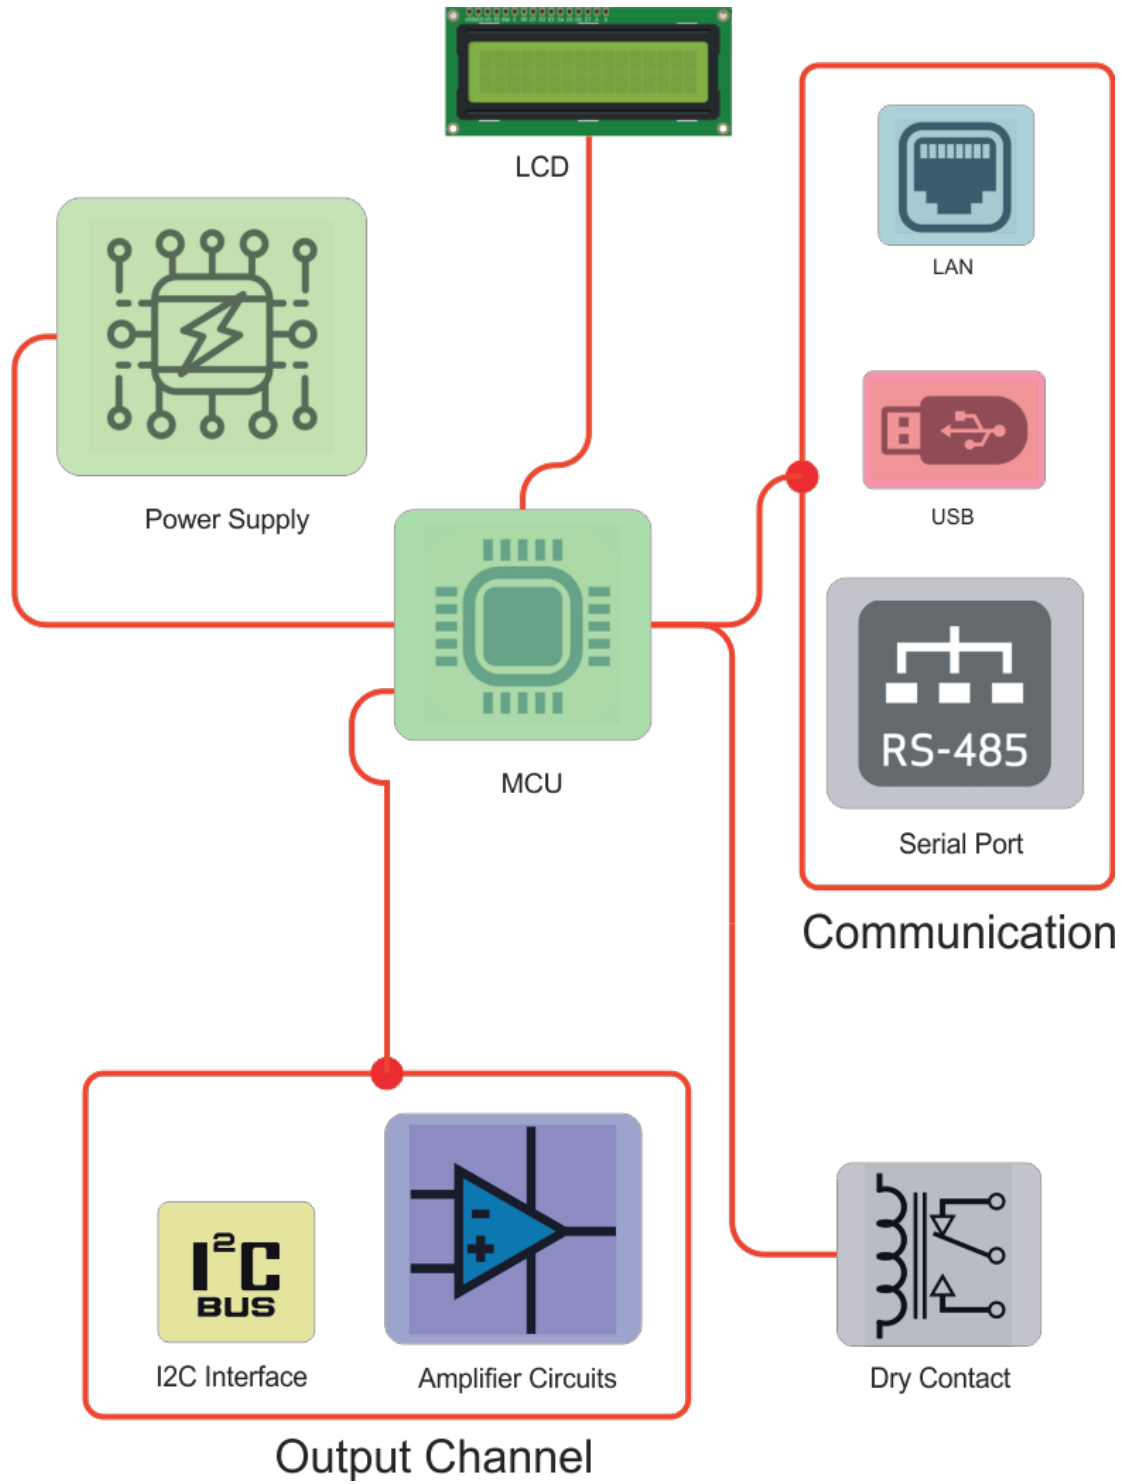 LCD
LAN
Power Supply
USB
RS-485
MCU
Serial Port
Communication
I²C
BUS
I2C Interface
Amplifier Circuits
Dry Contact
Output Channel